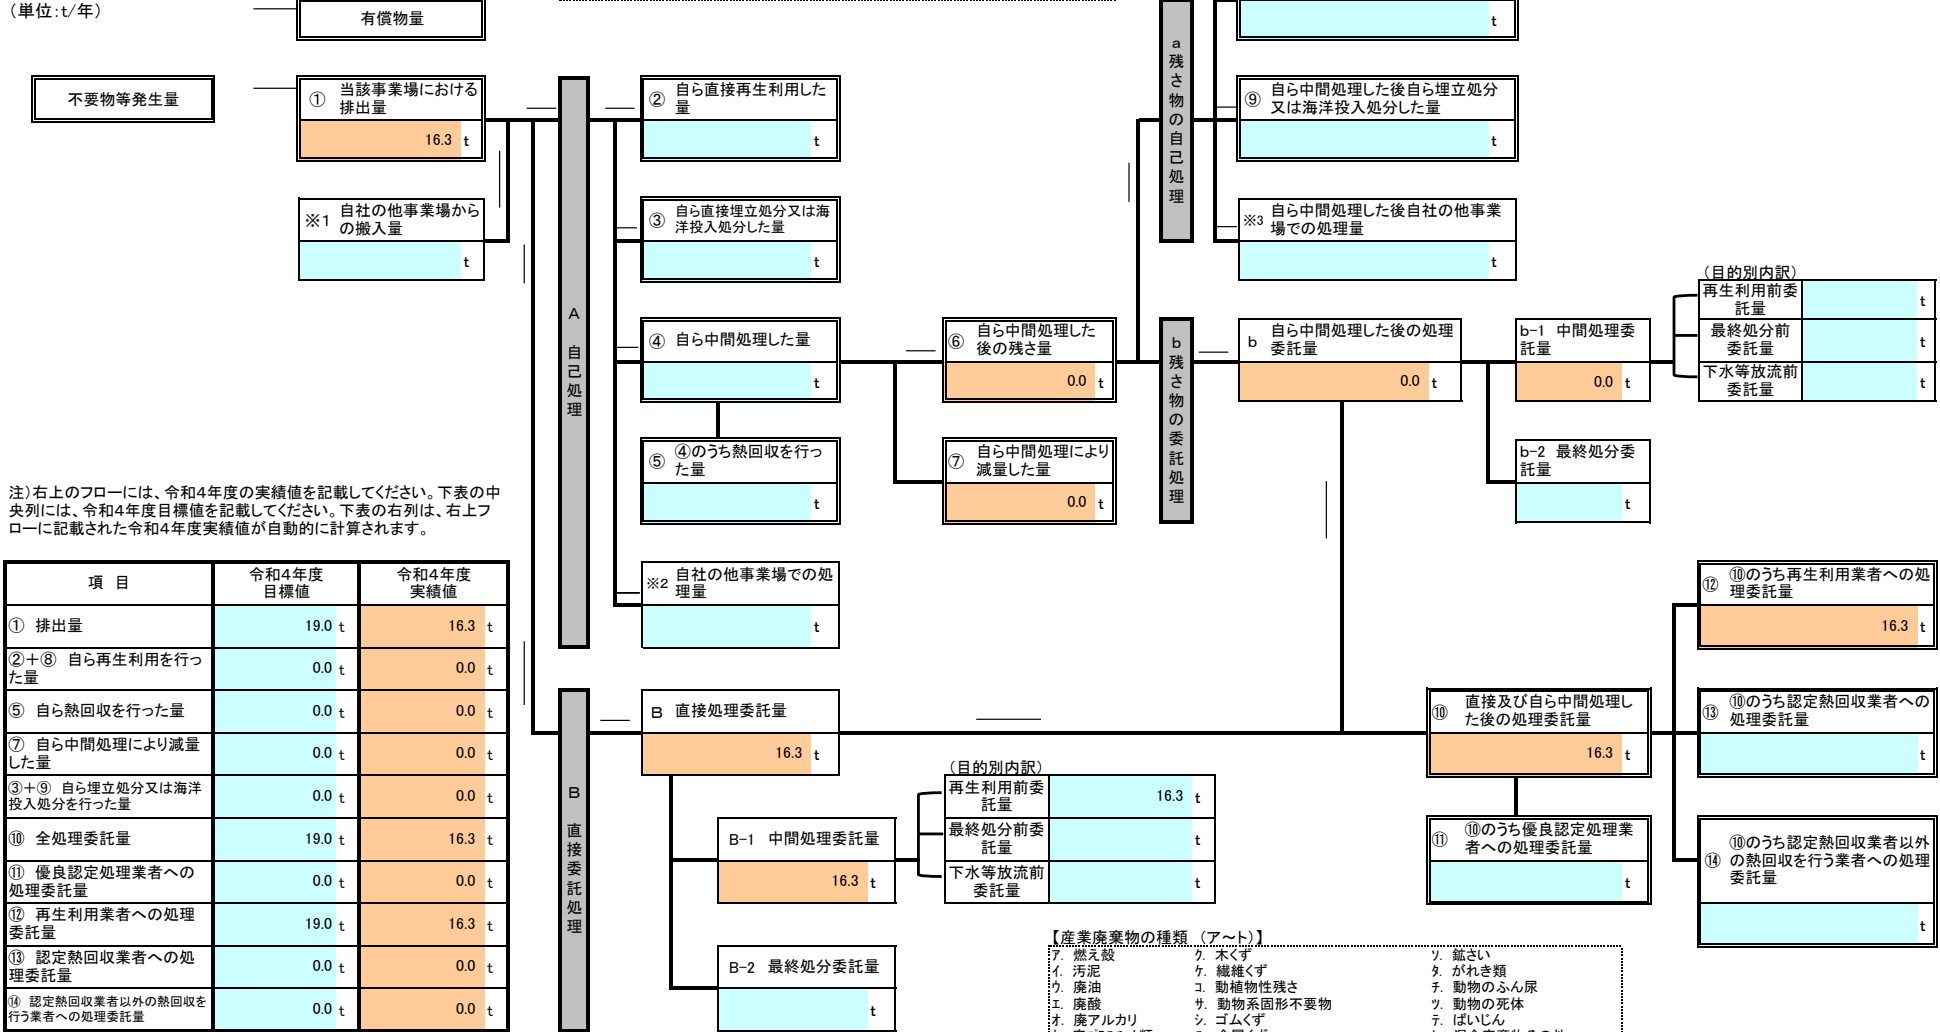 （単位：t/年）
有償物量
t
不要物等発生量
① 当該事業場における
排出量
16.3 t
※1 自社の他事業場から
の搬入量
t
A 自己処理
② 自ら直接再生利用した
量
t
③ 自ら直接埋立処分又は海
洋投入処分した量
t
④ 自ら中間処理した量
t
⑤ ④のうち熱回収を行っ
た量
t
※2 自社の他事業場での処
理量
t
⑥ 自ら中間処理した
後の残さ量
0.0 t
⑦ 自ら中間処理により
減量した量
0.0 t
a 残さ物の自己処理
⑨ 自ら中間処理した後自ら埋立処分
又は海洋投入処分した量
t
※3 自ら中間処理した後自社の他事業
場での処理量
t
b 残さ物の委託処理
b 自ら中間処理した後の処理
委託量
0.0 t
b-1 中間処理委
託量
0.0 t
b-2 最終処分委
託量
t
（目的別内訳）
再生利用前委
託量
t
最終処分前
委託量
t
下水等放流前
委託量
t
注）右上のフローには、令和4年度の実績値を記載してください。下表の中
央列には、令和4年度目標値を記載してください。下表の右列は、右上フ
ローに記載された令和4年度実績値が自動的に計算されます。
項 目 令和4年度
目標値 令和4年度
実績値
① 排出量 19.0 t 16.3 t
②＋⑧ 自ら再生利用を行っ
た量 0.0 t 0.0 t
⑤ 自ら熱回収を行った量 0.0 t 0.0 t
⑦ 自ら中間処理により減量
した量 0.0 t 0.0 t
③＋⑨ 自ら埋立処分又は海洋
投入処分を行った量 0.0 t 0.0 t
⑩ 全処理委託量 19.0 t 16.3 t
⑪ 優良認定処理業者への
処理委託量 0.0 t 0.0 t
⑫ 再生利用業者への処理
委託量 19.0 t 16.3 t
⑬ 認定熱回収業者への処
理委託量 0.0 t 0.0 t
⑭ 認定熱回収業者以外の熱回収を
行う業者への処理委託量 0.0 t 0.0 t
B 直接委託処理
B 直接処理委託量
16.3 t
B-1 中間処理委託量
16.3 t
B-2 最終処分委託量
t
（目的別内訳）
再生利用前委
託量
16.3 t
最終処分前委
託量
t
下水等放流前
委託量
t
⑩ 直接及び自ら中間処理し
た後の処理委託量
16.3 t
⑪ ⑩のうち優良認定処理業
者への処理委託量
t
⑫ ⑩のうち再生利用業者への処
理委託量
16.3 t
⑬ ⑩のうち認定熱回収業者への
処理委託量
t
⑭ ⑩のうち認定熱回収業者以外
の熱回収を行う業者への処理
委託量
t
【産業廃棄物の種類 （ア～ト）】
ア. 燃え殻 ク. 木くず ソ. 鉱さい
イ. 汚泥 ケ. 繊維くず タ. がれき類
ウ. 廃油 コ. 動植物性残さ チ. 動物のふん尿
エ. 廃酸 サ. 動物系固形不要物 ツ. 動物の死体
オ. 廃アルカリ シ. ゴムくず テ. ばいじん